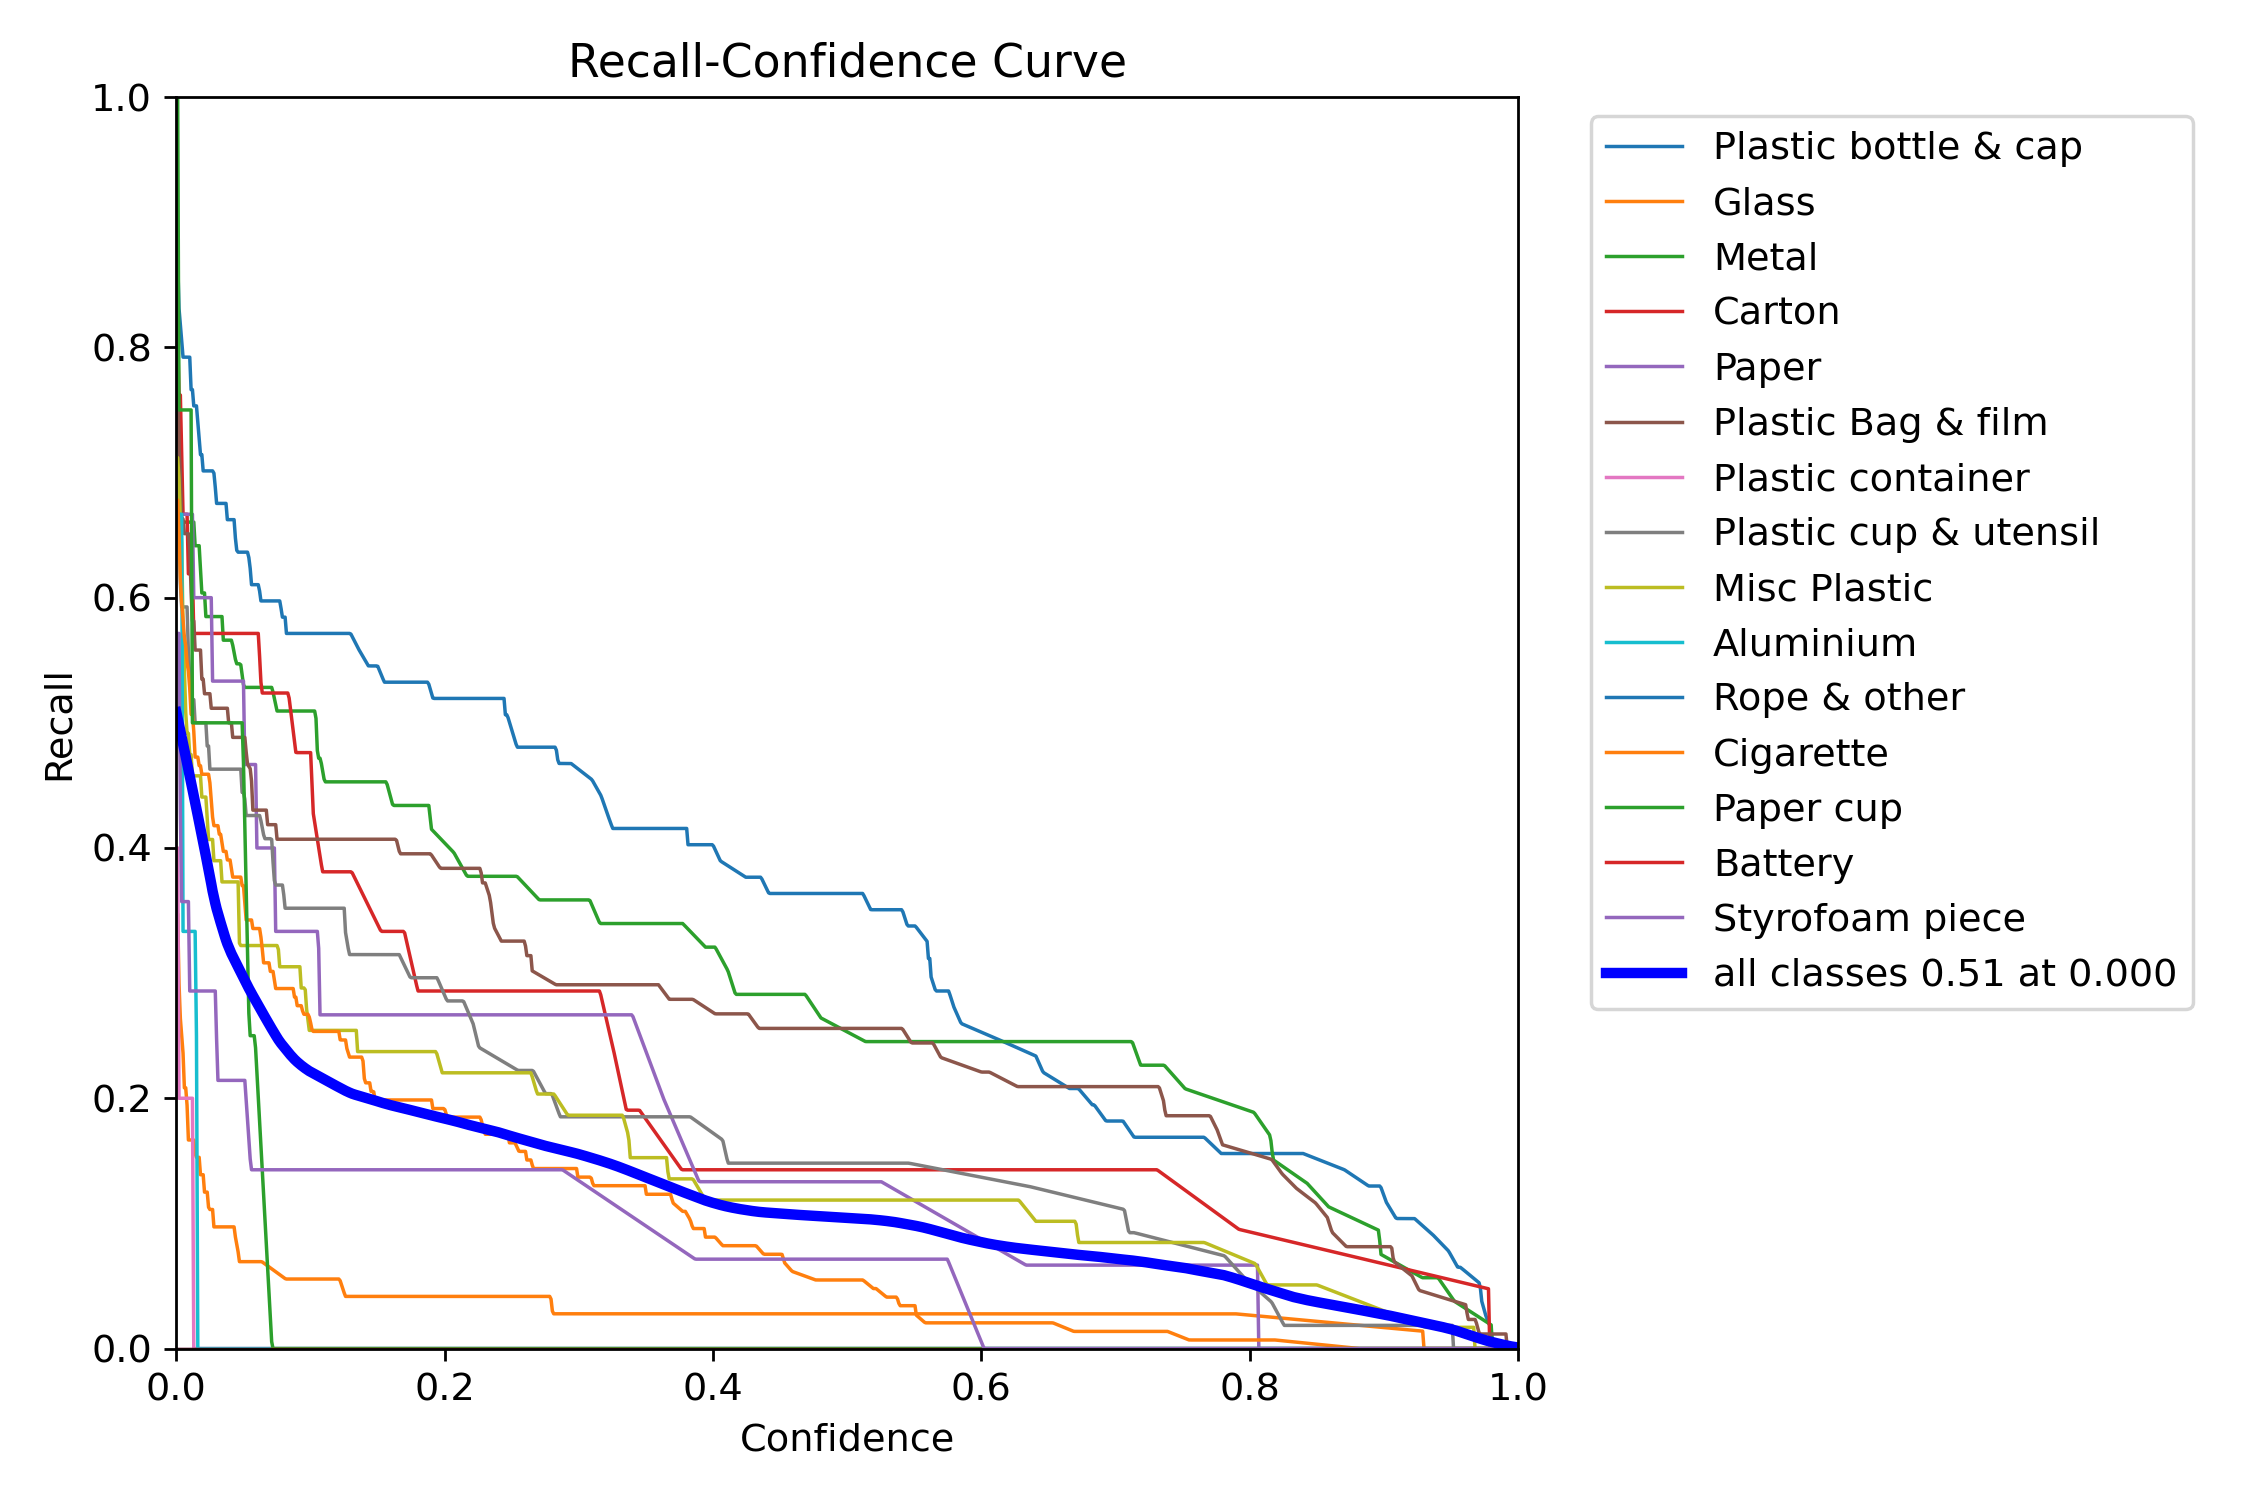 Recall-Confidence Curve
1.0
0.8
0.6
0.4
0.2
0.0
Recall
0.0 0.2 0.4 0.6 0.8 1.0
Confidence
Plastic bottle & cap
Glass
Metal
Carton
Paper
Plastic Bag & film
Plastic container
Plastic cup & utensil
Misc Plastic
Aluminium
Rope & other
Cigarette
Paper cup
Battery
Styrofoam piece
all classes 0.51 at 0.000